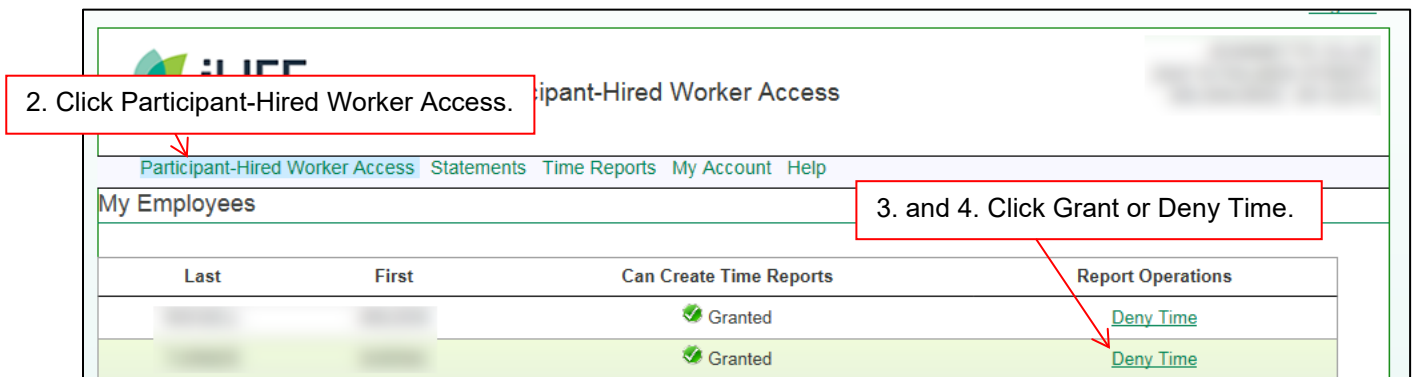 iLIFE
2. Click Participant-Hired Worker Access.
cipant-Hired Worker Access
Participant-Hired Worker Access Statements Time Reports My Account Help
My Employees
3. and 4. Click Grant or Deny Time.
Last First Can Create Time Reports Report Operations
Granted Deny Time
Granted Deny Time